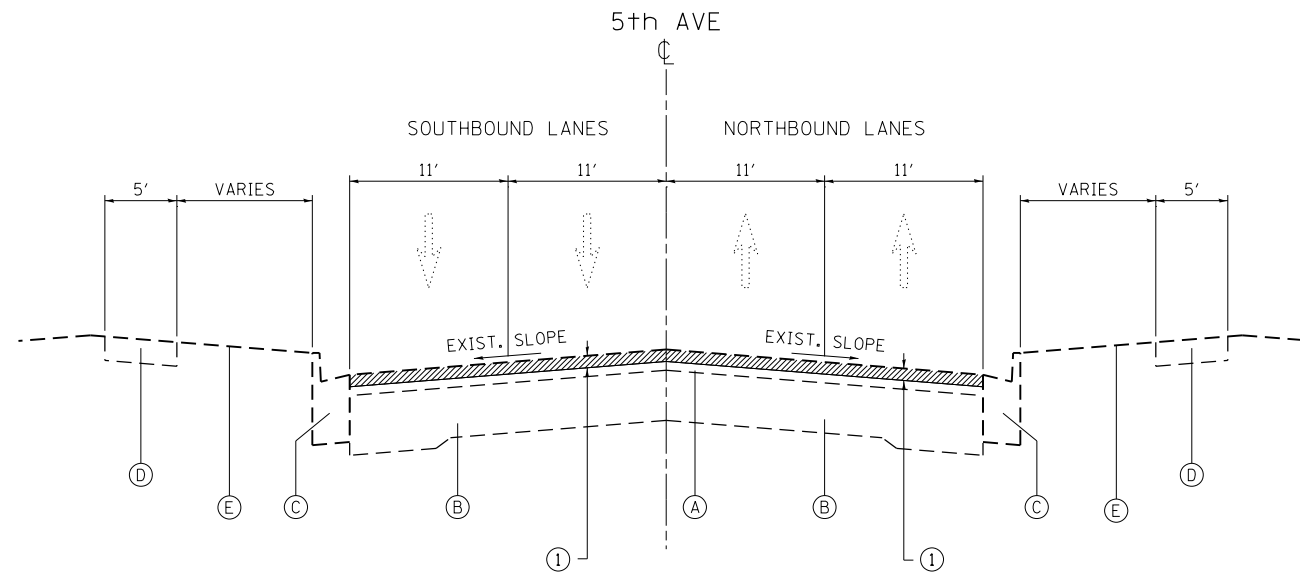 5th AVE
℄
SOUTHBOUND LANES
NORTHBOUND LANES
11' 11' 11' 11'
5' VARIES VARIES 5'
EXIST. SLOPE
EXIST. SLOPE
D E C B A B C E D
1 1